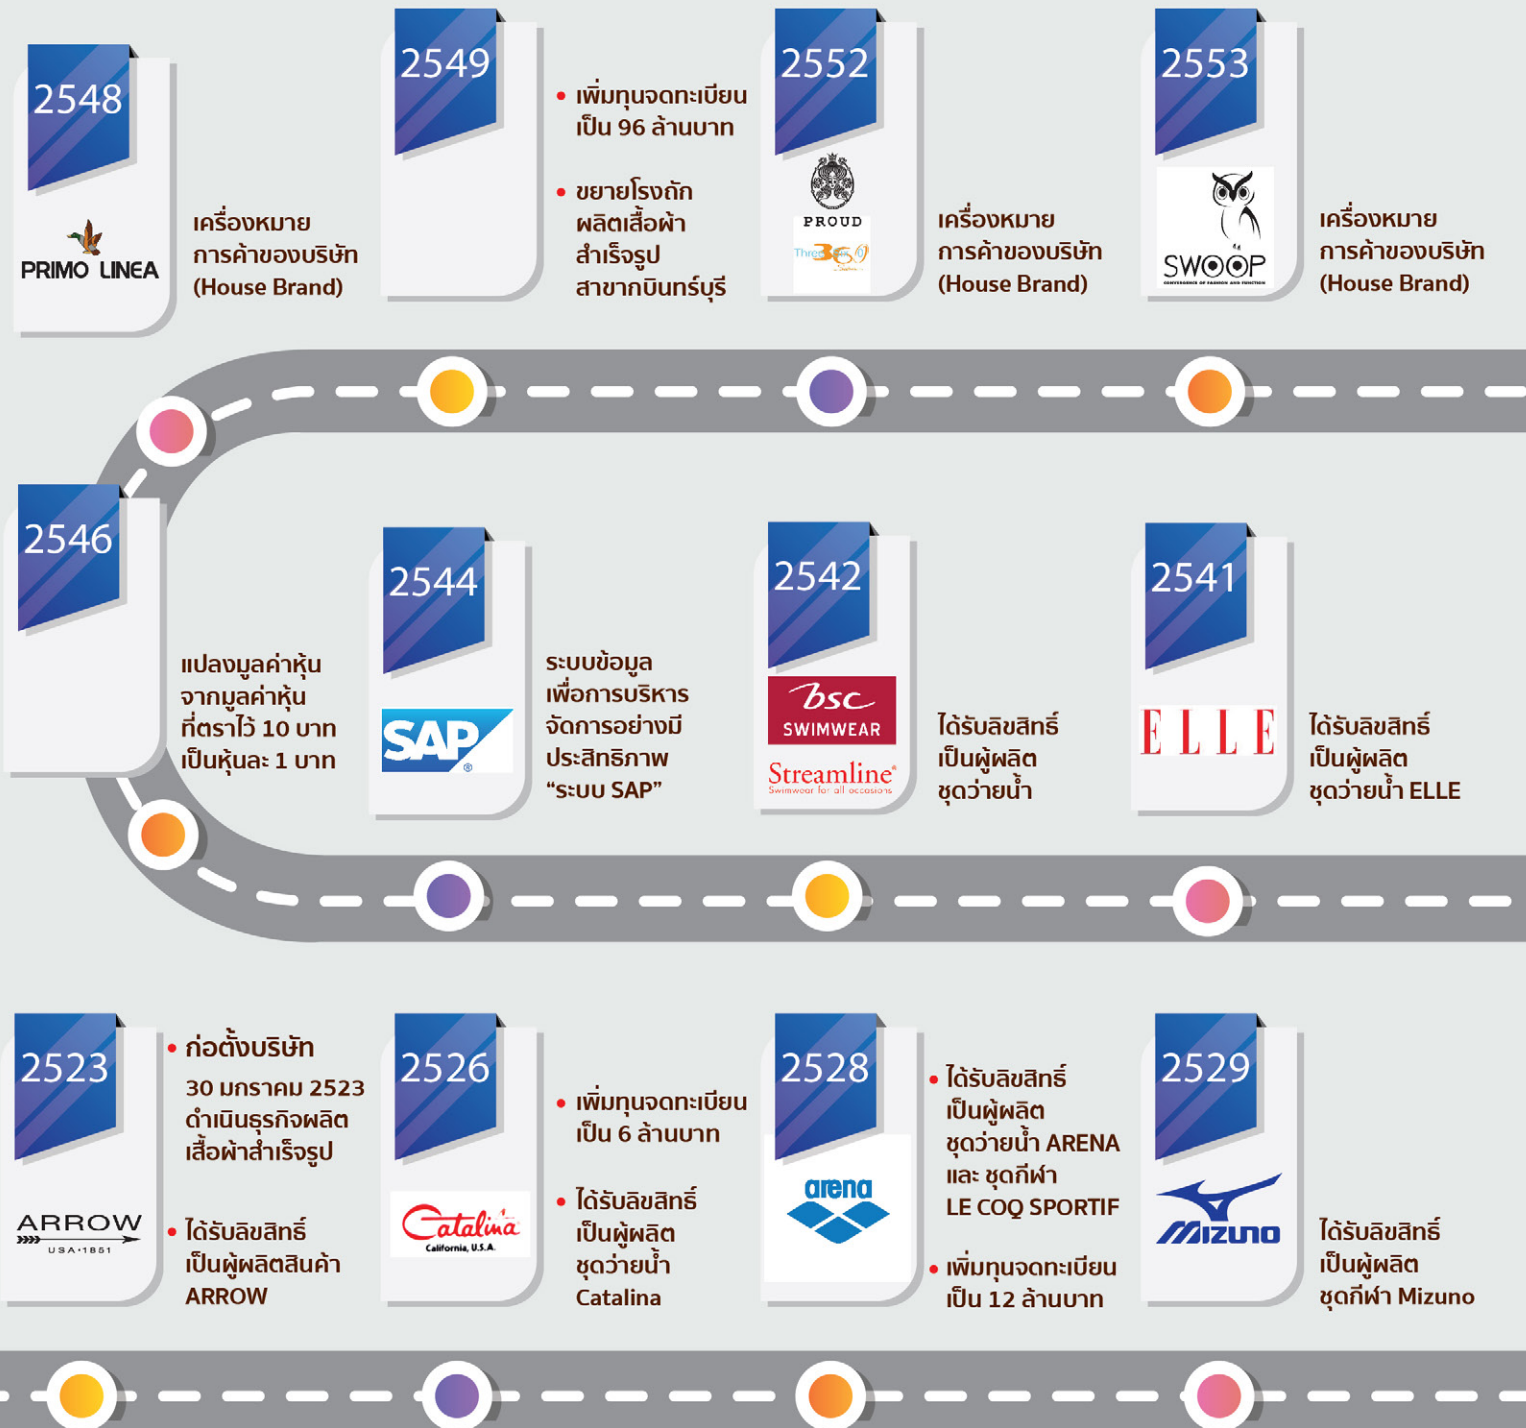 2548
PRIMO LINEA
เครื่องหมาย
การค้าของบริษัท
(House Brand)
2549
• เพิ่มทุนจดทะเบียน
เป็น 96 ล้านบาท
• ขยายโรงถัก
ผลิตเสื้อผ้า
สำเร็จรูป
สาขากบินทร์บุรี
2552
PROUD
เครื่องหมาย
การค้าของบริษัท
(House Brand)
2553
SWOOP
CONVERGENCE OF FASHION AND FUNCTION
เครื่องหมาย
การค้าของบริษัท
(House Brand)
2546
แปลงมูลค่าหุ้น
จากมูลค่าหุ้น
ที่ตราไว้ 10 บาท
เป็นหุ้นละ 1 บาท
2544
SAP®
ระบบข้อมูล
เพื่อการบริหาร
จัดการอย่างมี
ประสิทธิภาพ
“ระบบ SAP”
2542
bsc
SWIMWEAR
Streamline®
Swimwear for all occasions
ได้รับลิขสิทธิ์
เป็นผู้ผลิต
ชุดว่ายน้ำ
2541
ELLE
ได้รับลิขสิทธิ์
เป็นผู้ผลิต
ชุดว่ายน้ำ ELLE
2523
ARROW
USA•1851
• ก่อตั้งบริษัท
30 มกราคม 2523
ดำเนินธุรกิจผลิต
เสื้อผ้าสำเร็จรูป
• ได้รับลิขสิทธิ์
เป็นผู้ผลิตสินค้า
ARROW
2526
Catalina
California, U.S.A.
• เพิ่มทุนจดทะเบียน
เป็น 6 ล้านบาท
• ได้รับลิขสิทธิ์
เป็นผู้ผลิต
ชุดว่ายน้ำ
Catalina
2528
arena
• ได้รับลิขสิทธิ์
เป็นผู้ผลิต
ชุดว่ายน้ำ ARENA
และ ชุดกีฬา
LE COQ SPORTIF
• เพิ่มทุนจดทะเบียน
เป็น 12 ล้านบาท
2529
MIZUNO
ได้รับลิขสิทธิ์
เป็นผู้ผลิต
ชุดกีฬา Mizuno